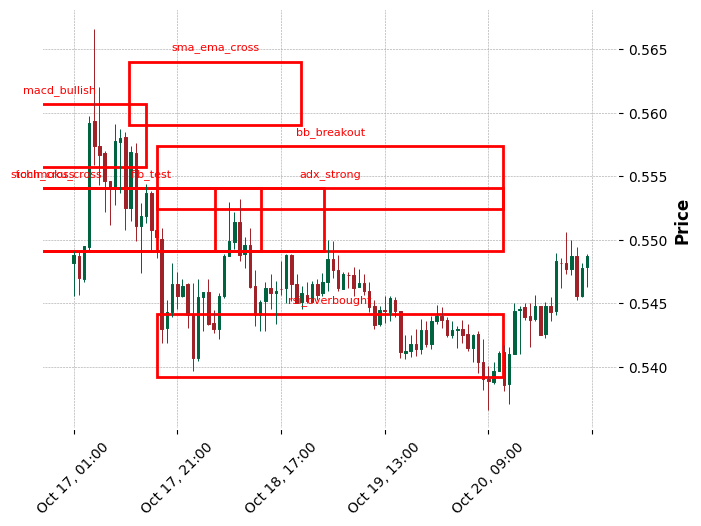 sma_ema_cross
0.565
macd_bullish
0.560
bb_breakout
0.555
adx_strong
0.550
0.545
0.540
Price
Oct 17, 01:00
Oct 17, 21:00
Oct 18, 17:00
Oct 19, 13:00
Oct 20, 09:00